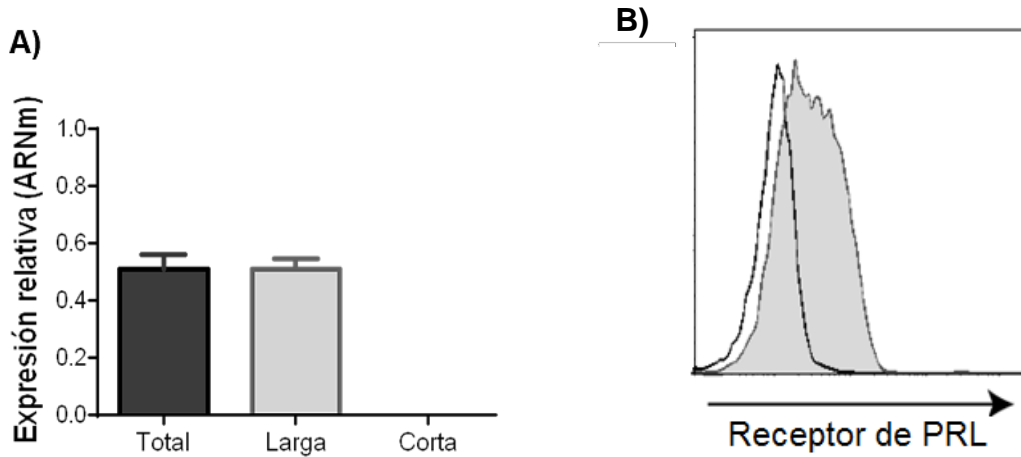 A)
Expresión relativa (ARNm)
1.0
0.8
0.6
0.4
0.2
0.0
Total
Larga
Corta
B)
Receptor de PRL